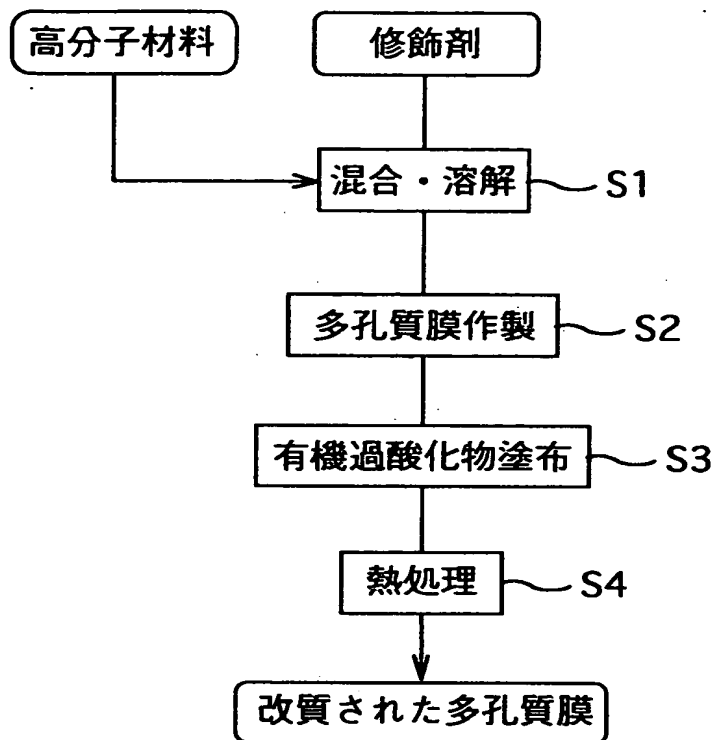 高分子材料
修飾剤
混合・溶解
S1
多孔質膜作製
S2
有機過酸化物塗布
S3
熱処理
S4
改質された多孔質膜